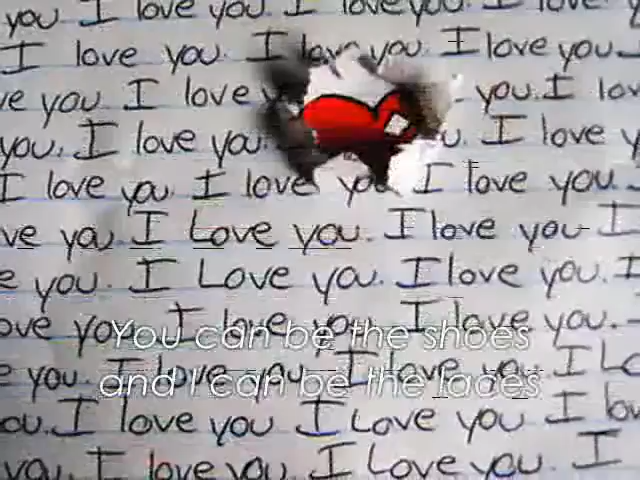 you I love you I love you. I love
I love you. I love you. I love you.
ve you I love you. I lov
you. I love you. u. I love y
I love you I love you I love you.
ve you. I Love you. I love you I
e you. I Love you. I love you. I
ove you I love you. I love you.
You can be the shoes
e you. I love you. I love you. I Lo
and I can be the laces
ou. I love you I Love you I lov
you. I love you. I Love you. I